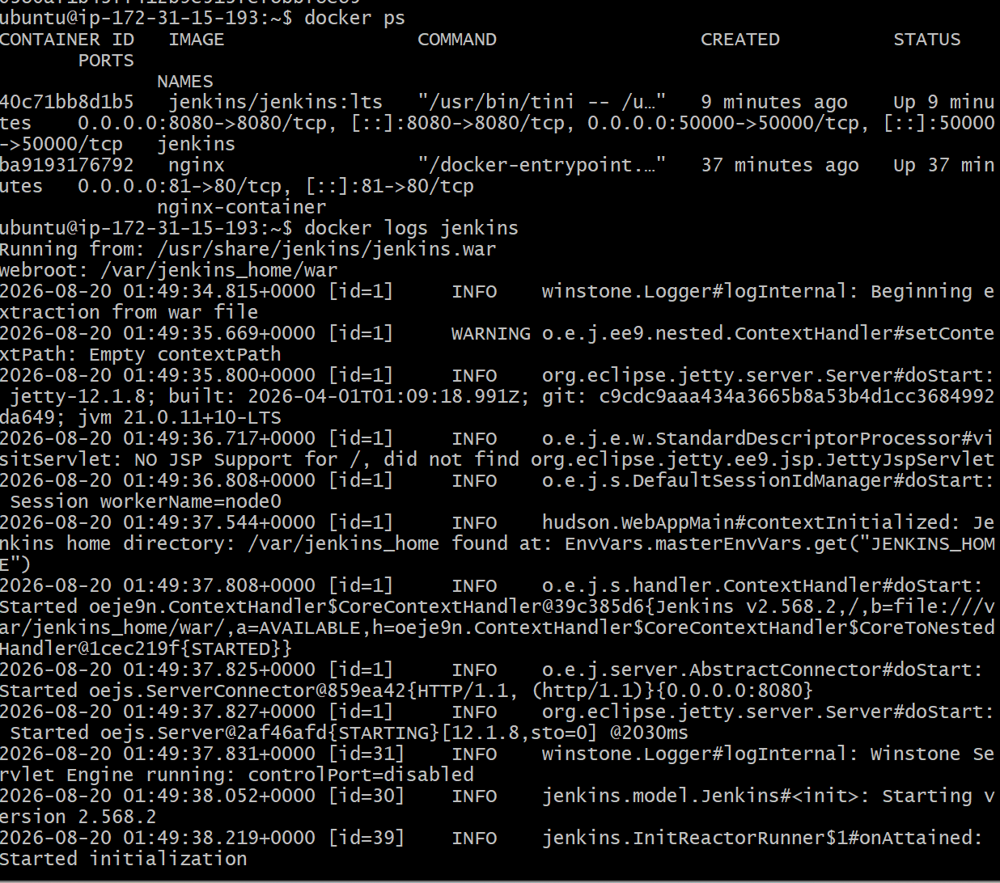 ubuntu@ip-172-31-15-193:~$ docker ps
CONTAINER ID   IMAGE                 COMMAND                  CREATED          STATUS
       PORTS
              NAMES
40c71bb8d1b5   jenkins/jenkins:lts   "/usr/bin/tini -- /u…"   9 minutes ago    Up 9 minu
tes    0.0.0.0:8080->8080/tcp, [::]:8080->8080/tcp, 0.0.0.0:50000->50000/tcp, [::]:50000
->50000/tcp   jenkins
ba9193176792   nginx                 "/docker-entrypoint.…"   37 minutes ago   Up 37 min
utes   0.0.0.0:81->80/tcp, [::]:81->80/tcp
              nginx-container
ubuntu@ip-172-31-15-193:~$ docker logs jenkins
Running from: /usr/share/jenkins/jenkins.war
webroot: /var/jenkins_home/war
2026-08-20 01:49:34.815+0000 [id=1]     INFO    winstone.Logger#logInternal: Beginning e
xtraction from war file
2026-08-20 01:49:35.669+0000 [id=1]     WARNING o.e.j.ee9.nested.ContextHandler#setConte
xtPath: Empty contextPath
2026-08-20 01:49:35.800+0000 [id=1]     INFO    org.eclipse.jetty.server.Server#doStart:
 jetty-12.1.8; built: 2026-04-01T01:09:18.991Z; git: c9cdc9aaa434a3665b8a53b4d1cc3684992
da649; jvm 21.0.11+10-LTS
2026-08-20 01:49:36.717+0000 [id=1]     INFO    o.e.j.e.w.StandardDescriptorProcessor#vi
sitServlet: NO JSP Support for /, did not find org.eclipse.jetty.ee9.jsp.JettyJspServlet
2026-08-20 01:49:36.808+0000 [id=1]     INFO    o.e.j.s.DefaultSessionIdManager#doStart:
 Session workerName=node0
2026-08-20 01:49:37.544+0000 [id=1]     INFO    hudson.WebAppMain#contextInitialized: Je
nkins home directory: /var/jenkins_home found at: EnvVars.masterEnvVars.get("JENKINS_HOM
E")
2026-08-20 01:49:37.808+0000 [id=1]     INFO    o.e.j.s.handler.ContextHandler#doStart:
Started oeje9n.ContextHandler$CoreContextHandler@39c385d6{Jenkins v2.568.2,/,b=file:///v
ar/jenkins_home/war/,a=AVAILABLE,h=oeje9n.ContextHandler$CoreContextHandler$CoreToNested
Handler@1cec219f{STARTED}}
2026-08-20 01:49:37.825+0000 [id=1]     INFO    o.e.j.server.AbstractConnector#doStart:
Started oejs.ServerConnector@859ea42{HTTP/1.1, (http/1.1)}{0.0.0.0:8080}
2026-08-20 01:49:37.827+0000 [id=1]     INFO    org.eclipse.jetty.server.Server#doStart:
 Started oejs.Server@2af46afd{STARTING}[12.1.8,sto=0] @2030ms
2026-08-20 01:49:37.831+0000 [id=31]    INFO    winstone.Logger#logInternal: Winstone Se
rvlet Engine running: controlPort=disabled
2026-08-20 01:49:38.052+0000 [id=30]    INFO    jenkins.model.Jenkins#<init>: Starting v
ersion 2.568.2
2026-08-20 01:49:38.219+0000 [id=39]    INFO    jenkins.InitReactorRunner$1#onAttained:
Started initialization